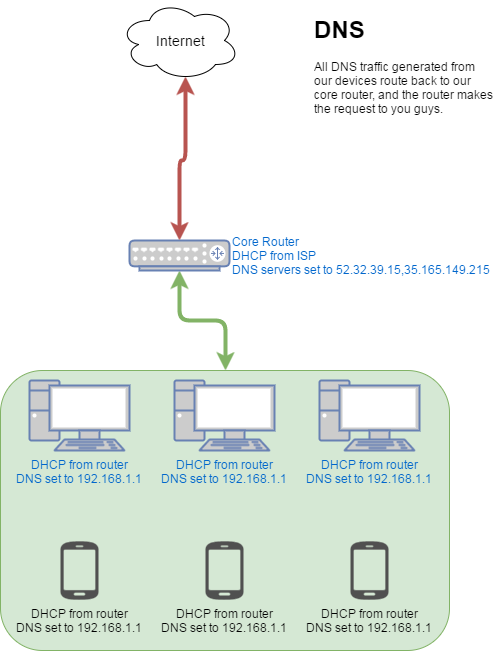 Internet
DNS
All DNS traffic generated from
our devices route back to our
core router, and the router makes
the request to you guys.
Core Router
DHCP from ISP
DNS servers set to 52.32.39.15,35.165.149.215
DHCP from router
DNS set to 192.168.1.1
DHCP from router
DNS set to 192.168.1.1
DHCP from router
DNS set to 192.168.1.1
DHCP from router
DNS set to 192.168.1.1
DHCP from router
DNS set to 192.168.1.1
DHCP from router
DNS set to 192.168.1.1